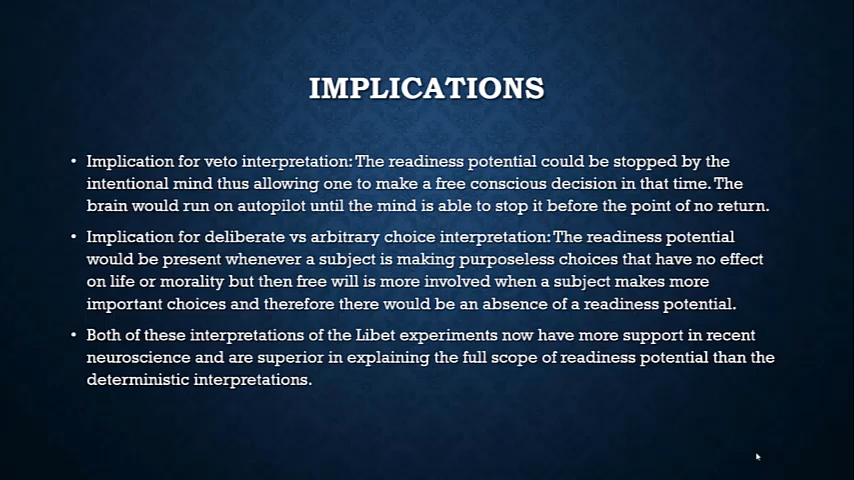 IMPLICATIONS
• Implication for veto interpretation: The readiness potential could be stopped by the
intentional mind thus allowing one to make a free conscious decision in that time. The
brain would run on autopilot until the mind is able to stop it before the point of no return.
• Implication for deliberate vs arbitrary choice interpretation: The readiness potential
would be present whenever a subject is making purposeless choices that have no effect
on life or morality but then free will is more involved when a subject makes more
important choices and therefore there would be an absence of a readiness potential.
• Both of these interpretations of the Libet experiments now have more support in recent
neuroscience and are superior in explaining the full scope of readiness potential than the
deterministic interpretations.